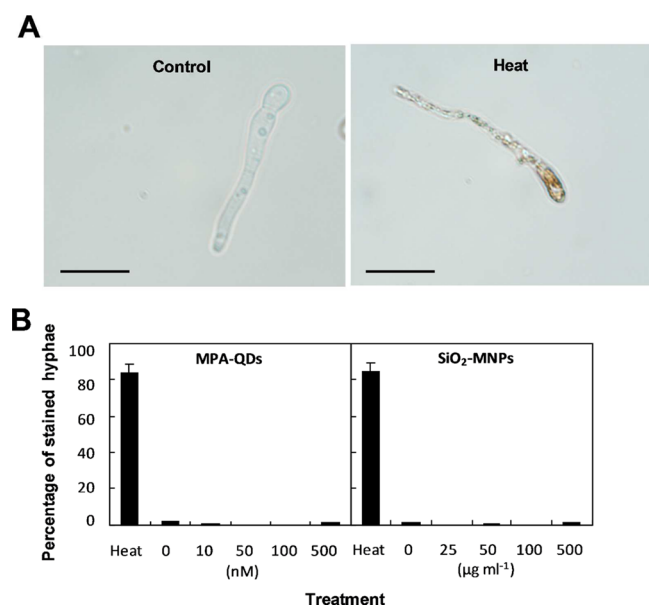 A
Control
Heat
B
MPA-QDs
SiO₂-MNPs
Percentage of stained hyphae
100
80
60
40
20
0
Heat 0 10 50 100 500 Heat 0 25 50 100 500
(nM) (µg ml⁻¹)
Treatment